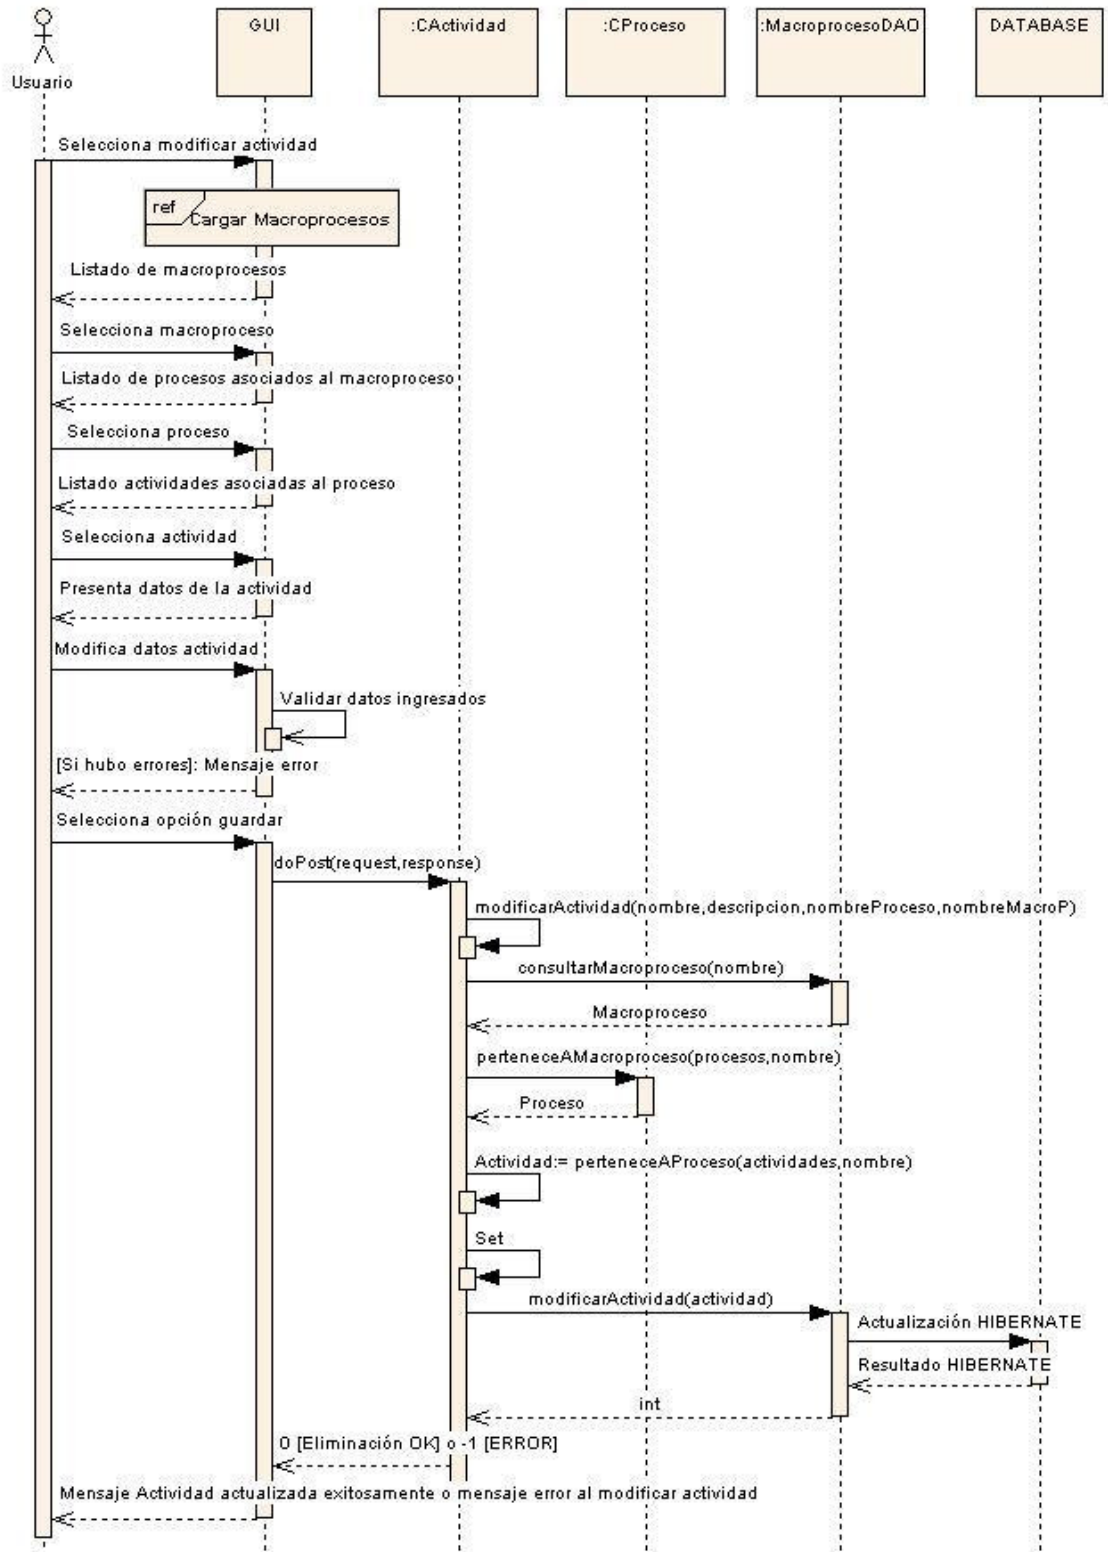 GUI
:CActividad
:CProceso
:MacroprocesoDAO
DATABASE
Usuario
Selecciona modificar actividad
ref
Cargar Macroprocesos
Listado de macroprocesos
Selecciona macroproceso
Listado de procesos asociados al macroproceso
Selecciona proceso
Listado actividades asociadas al proceso
Selecciona actividad
Presenta datos de la actividad
Modifica datos actividad
Validar datos ingresados
[Si hubo errores]: Mensaje error
Selecciona opción guardar
doPost(request,response)
modificarActividad(nombre,descripcion,nombreProceso,nombreMacroP)
consultarMacroproceso(nombre)
Macroproceso
perteneceAMacroproceso(procesos,nombre)
Proceso
Actividad:= perteneceAProceso(actividades,nombre)
Set
modificarActividad(actividad)
Actualización HIBERNATE
Resultado HIBERNATE
int
0 [Eliminación OK] o -1 [ERROR]
Mensaje Actividad actualizada exitosamente o mensaje error al modificar actividad